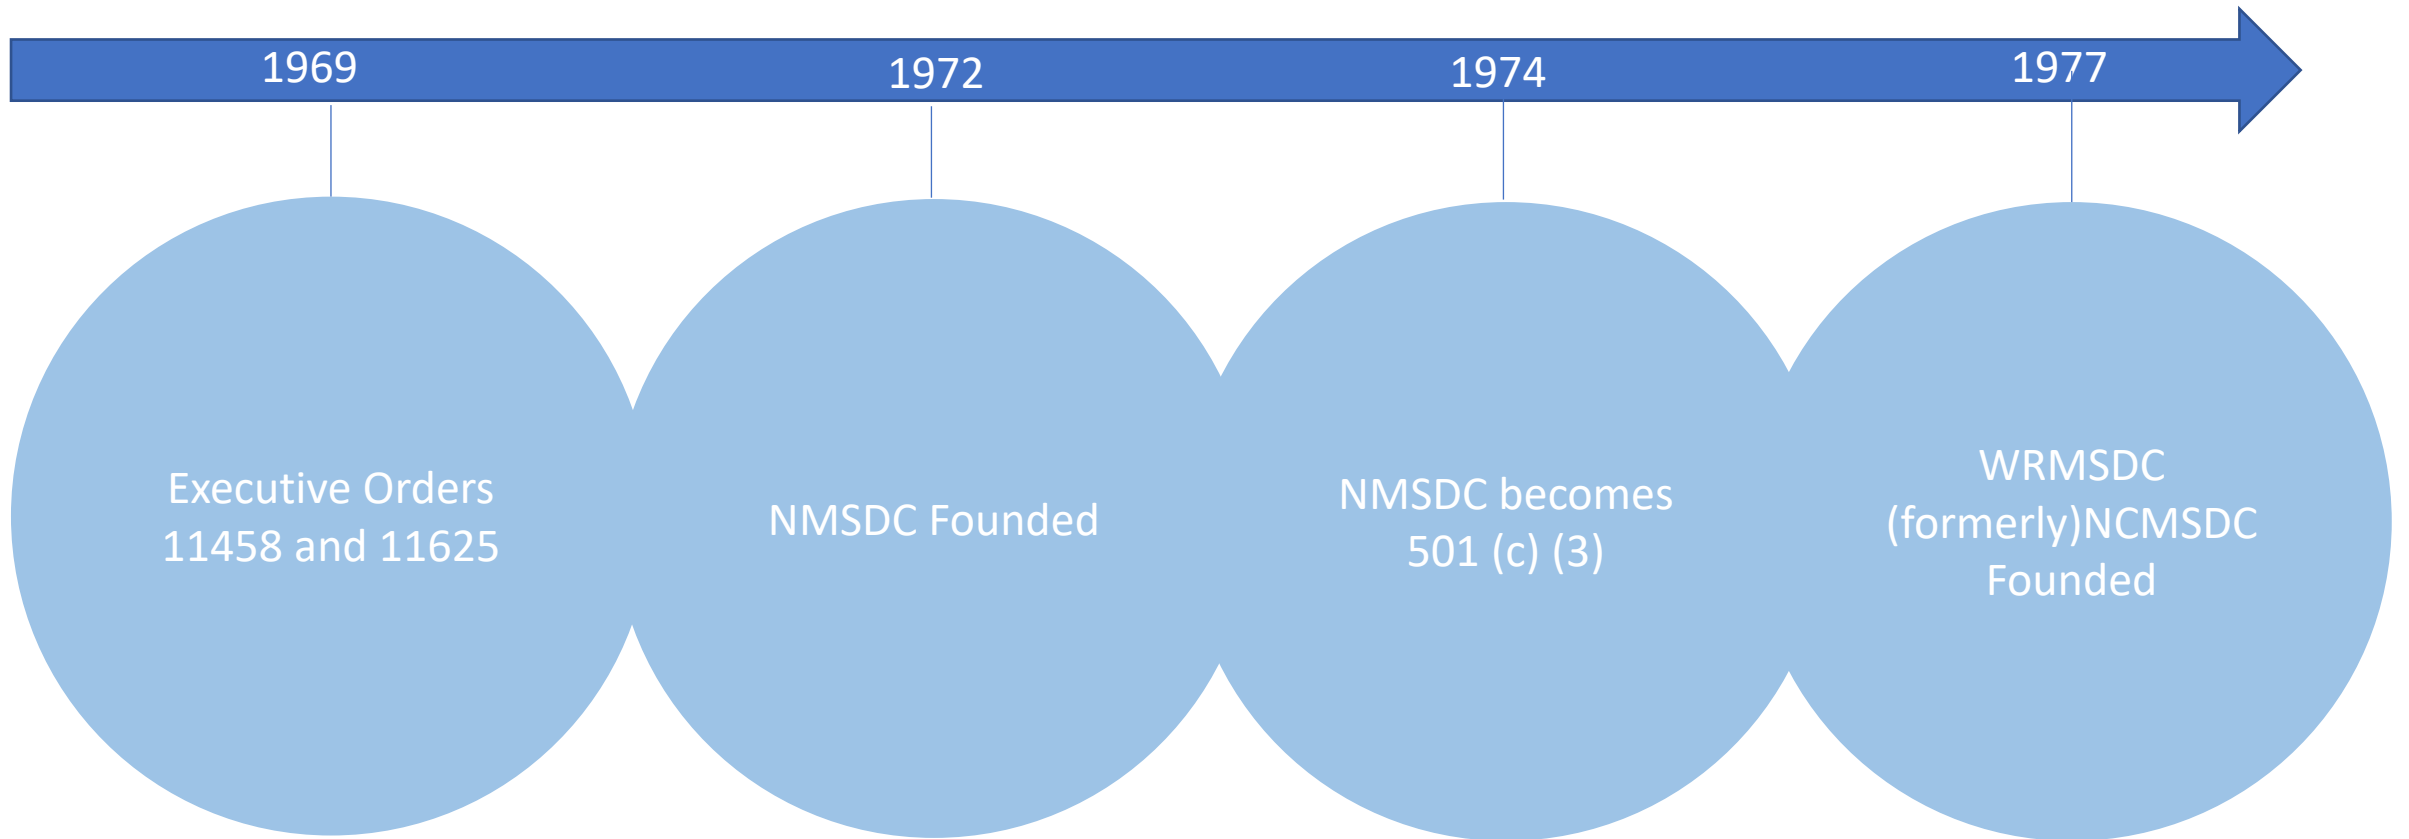 1969
1972
1974
1977
Executive Orders
11458 and 11625
NMSDC Founded
NMSDC becomes
501 (c) (3)
WRMSDC
(formerly)NCMSDC
Founded